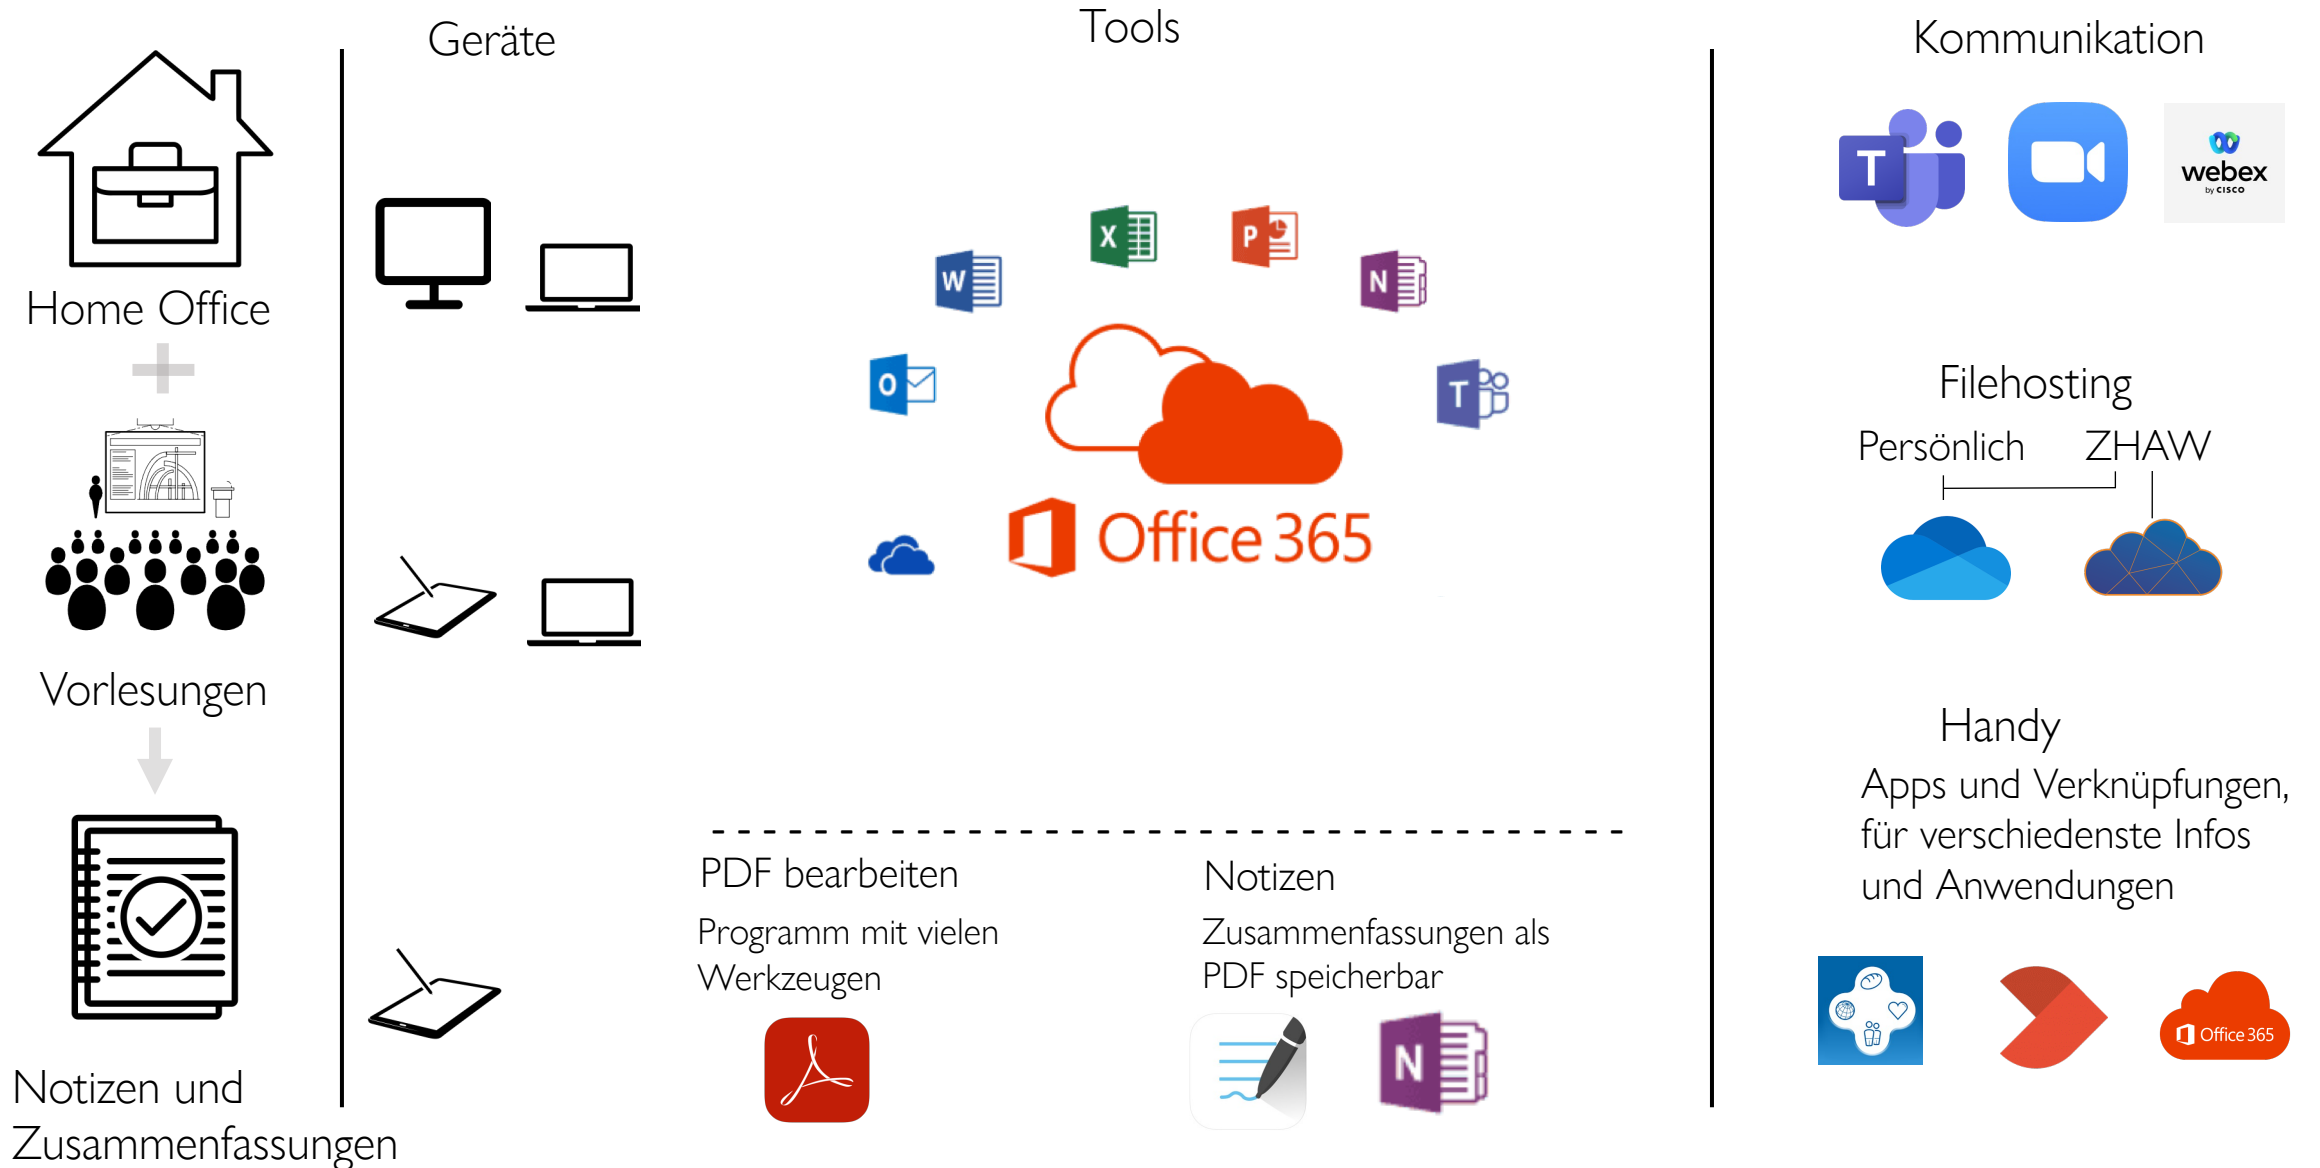 Geräte
Tools
Kommunikation
Home Office
Vorlesungen
Notizen und
Zusammenfassungen
X
P
W
N
O
T
Office 365
PDF bearbeiten
Programm mit vielen
Werkzeugen
Notizen
Zusammenfassungen als
PDF speicherbar
N
T
webex
by CISCO
Filehosting
Persönlich
ZHAW
Handy
Apps und Verknüpfungen,
für verschiedenste Infos
und Anwendungen
Office 365